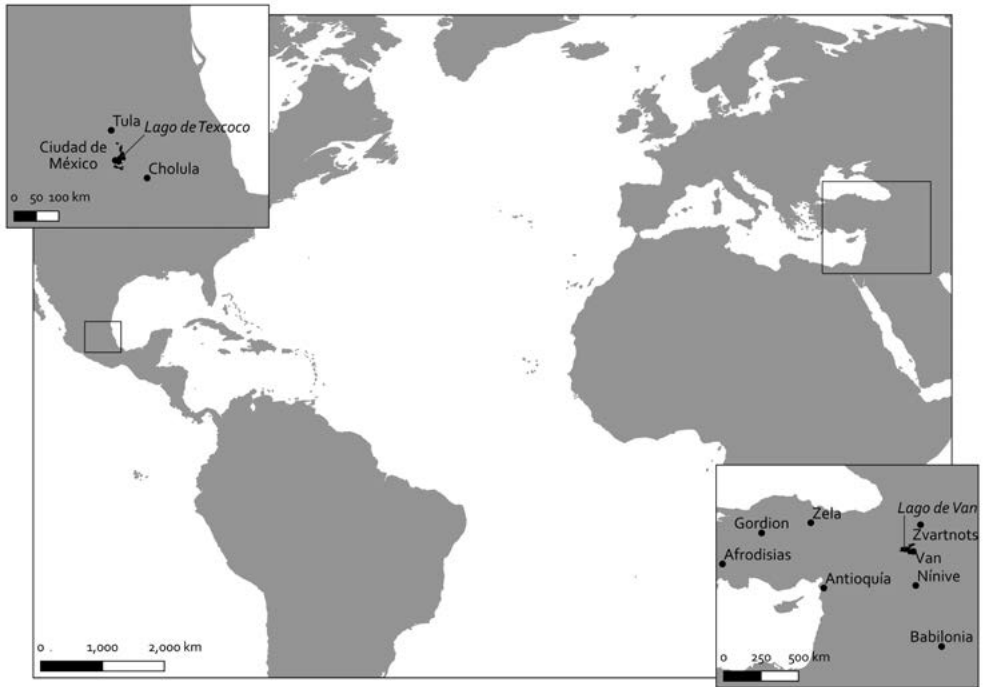 Tula
Lago de Texcoco
Ciudad de
México
Cholula
0 50 100 km
0 1,000 2,000 km
Lago de Van
Zela
Gordion
Zvartnots
Afrodisias
Van
Antioquía
Nínive
Babilonia
0 250 500 km